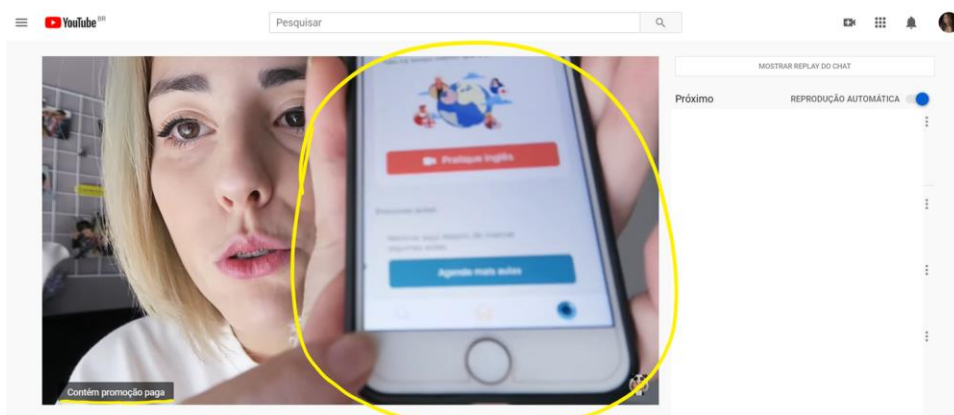 YouTube BR
Pesquisar
MOSTRAR REPLAY DO CHAT
Próximo
REPRODUÇÃO AUTOMÁTICA
Pratique inglês
Agende mais aulas
Contém promoção paga